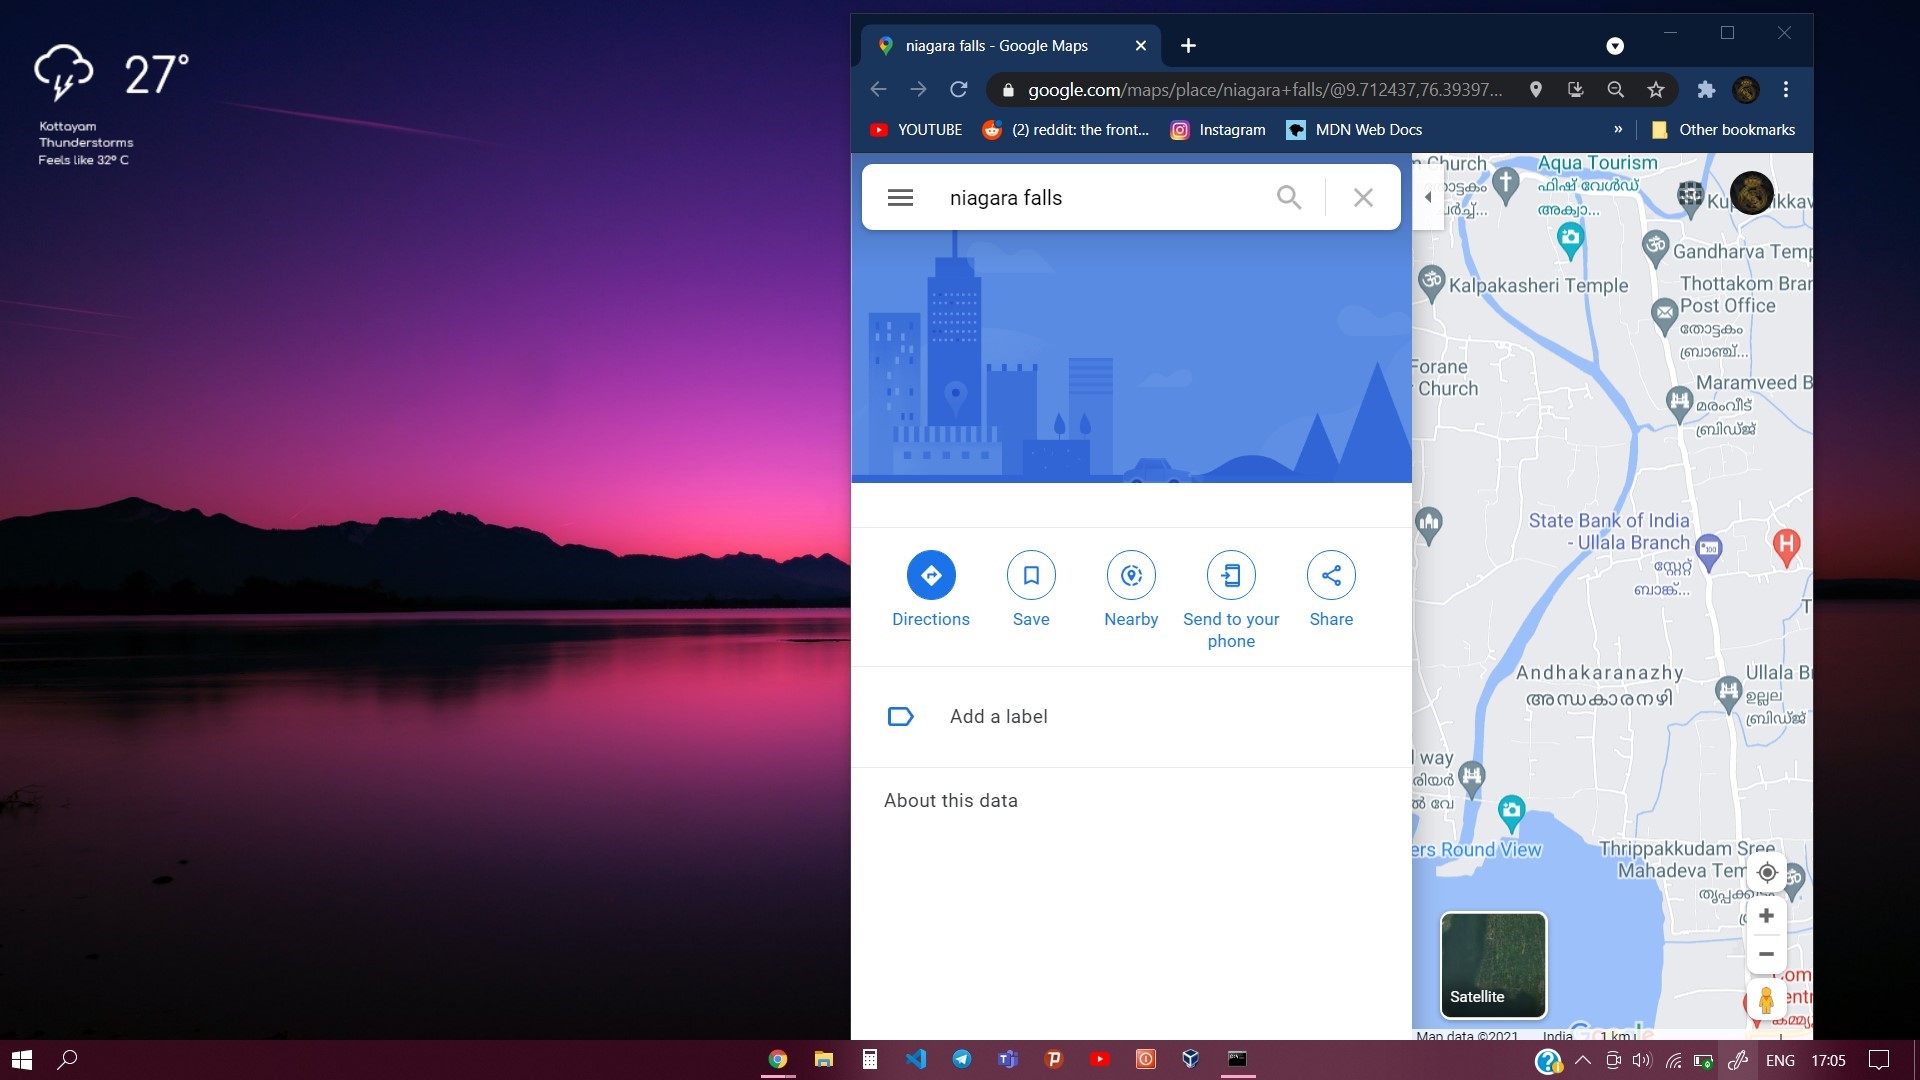 27°
Kottayam
Thunderstorms
Feels like 32° C
niagara falls - Google Maps
google.com/maps/place/niagara+falls/@9.712437,76.39397...
YOUTUBE
(2) reddit: the front...
Instagram
MDN Web Docs
»
Other bookmarks
niagara falls
Directions
Save
Nearby
Send to your
phone
Share
Add a label
About this data
Church
Aqua Tourism
ഫിഷ് വേൾഡ്
അക്വാ...
Gandharva Temp
Kalpakasheri Temple
Thottakom Bran
Post Office
തോട്ടകം
ബ്രാഞ്ച്...
Forane
Church
Maramveed B
മരംവീട്
ബ്രിഡ്ജ്
State Bank of India
- Ullala Branch
സ്റ്റേറ്റ്
ബാങ്ക്...
H
Andhakaranazhy
അന്ധകാരനഴി
Ullala B
ഉല്ലല
ബ്രിഡ്ജ്
way
ers Round View
Thrippakkudam Sree
Mahadeva Tem
Satellite
Map data ©2021
India
1 km
Google
ENG
17:05